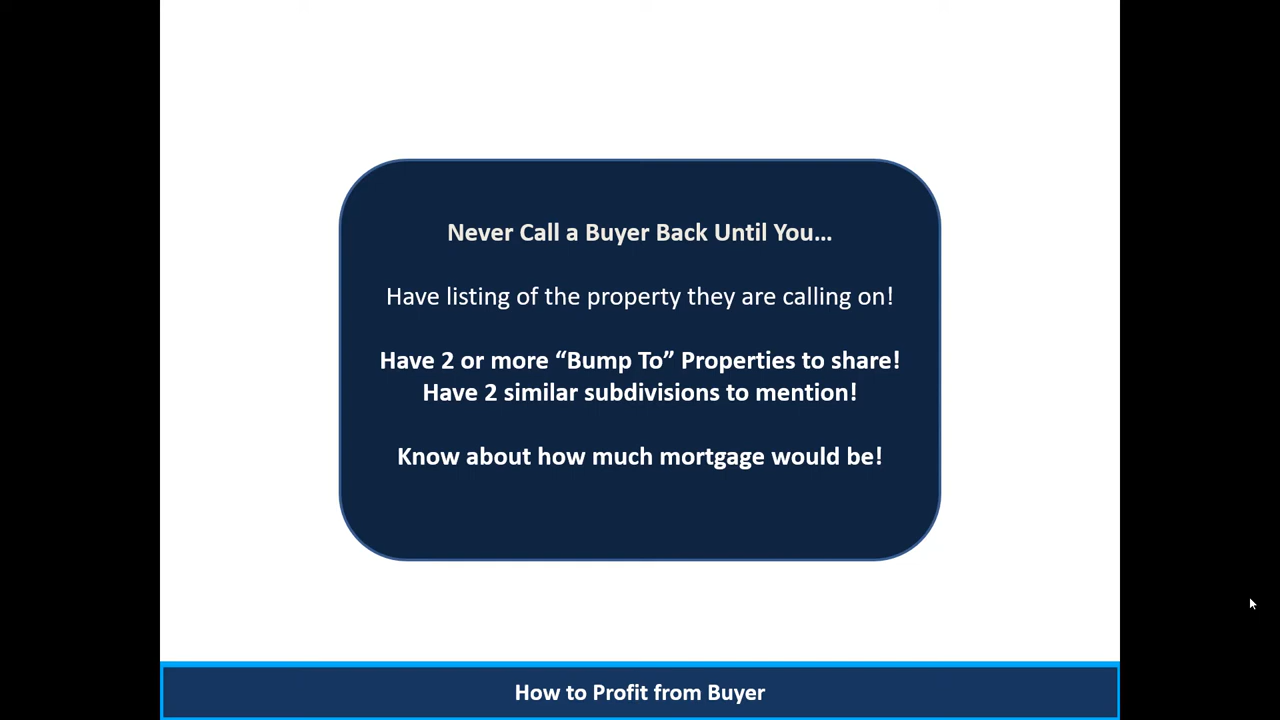 Never Call a Buyer Back Until You…
Have listing of the property they are calling on!
Have 2 or more “Bump To” Properties to share!
Have 2 similar subdivisions to mention!
Know about how much mortgage would be!
How to Profit from Buyer